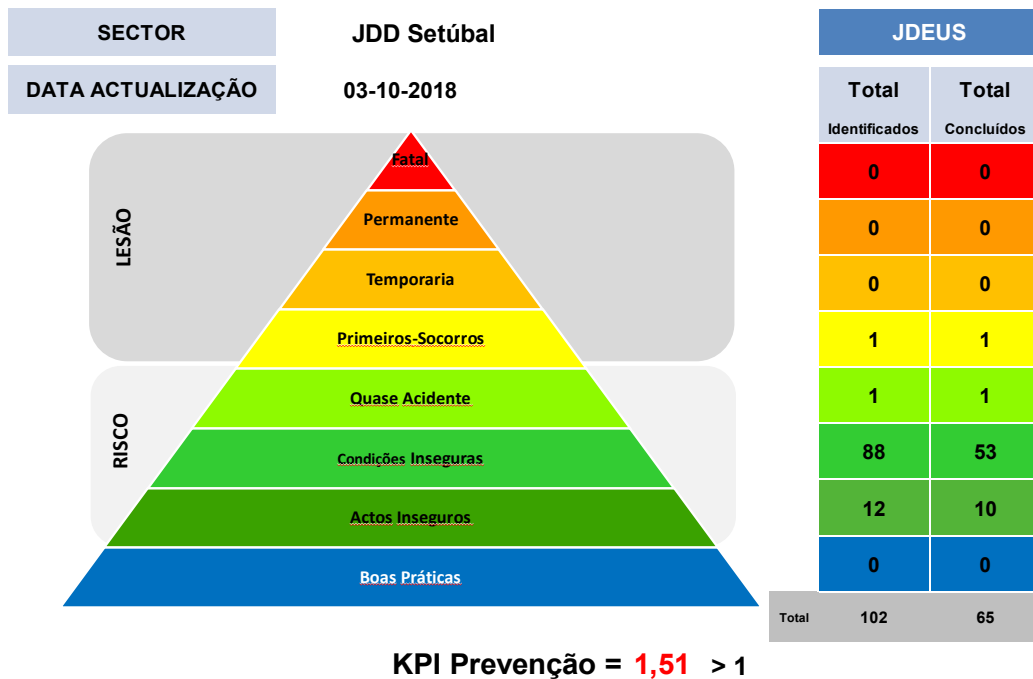 SECTOR JDD Setúbal JDEUS
DATA ACTUALIZAÇÃO 03-10-2018 Total Total
Identificados Concluídos
LESÃO
Fatal 0 0
Permanente 0 0
Temporaria 0 0
Primeiros-Socorros 1 1
RISCO
Quase Acidente 1 1
Condições Inseguras 88 53
Actos Inseguros 12 10
Boas Práticas 0 0
Total 102 65
KPI Prevenção = 1,51 > 1